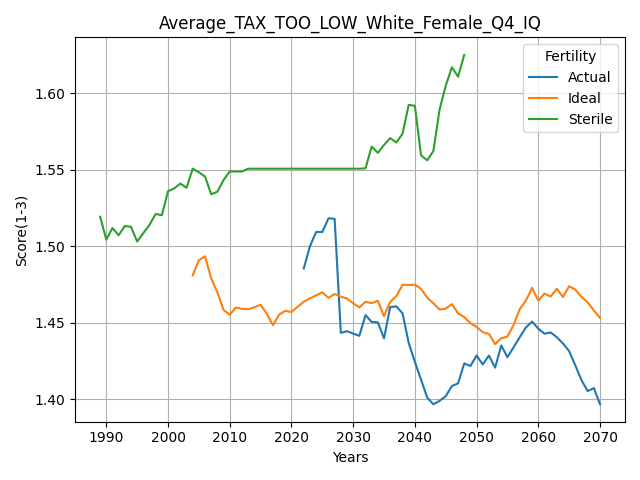 Average_TAX_TOO_LOW_White_Female_Q4_IQ
Fertility
Actual
Ideal
Sterile
Score(1-3)
1.60
1.55
1.50
1.45
1.40
1990 2000 2010 2020 2030 2040 2050 2060 2070
Years